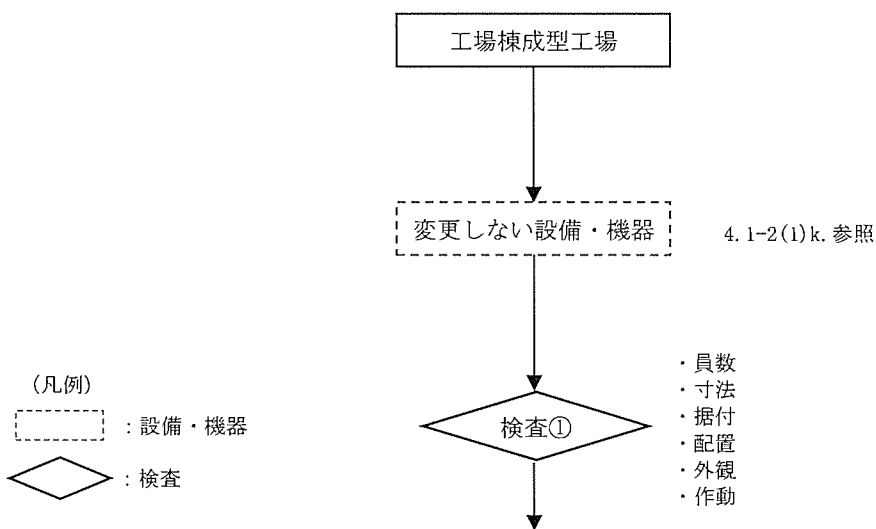 工場棟成型工場
変更しない設備・機器
4.1-2(1)k.参照
・員数
・寸法
・据付
・配置
・外観
・作動
検査①
(凡例)
：設備・機器
：検査